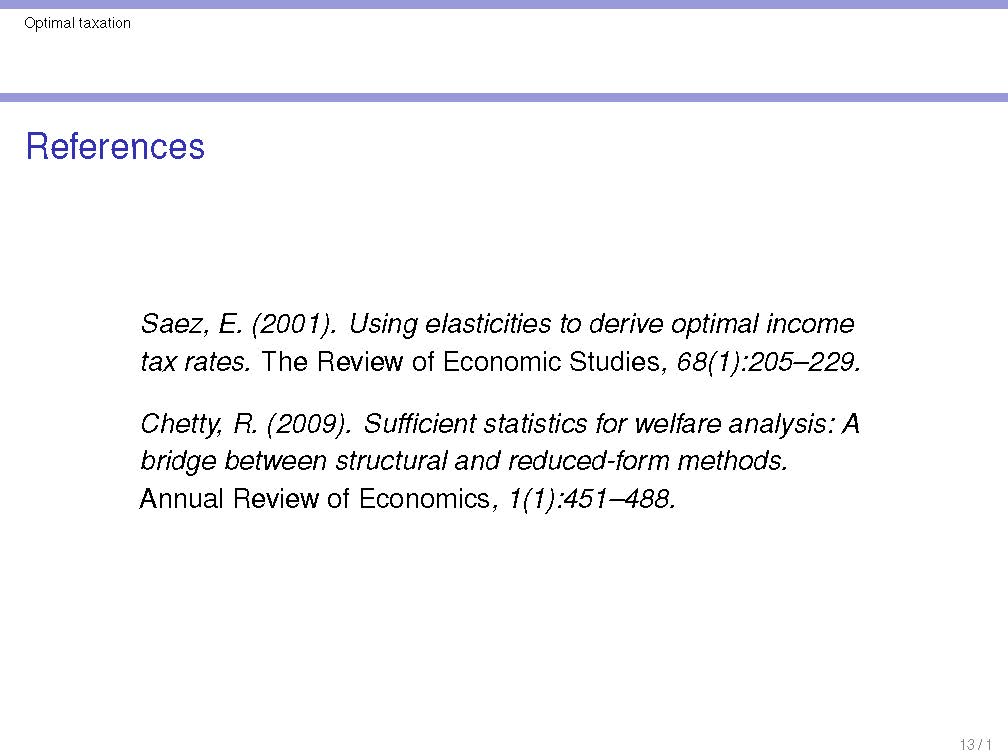 Optimal taxation
References
Saez, E. (2001). Using elasticities to derive optimal income
tax rates. The Review of Economic Studies, 68(1):205–229.
Chetty, R. (2009). Sufficient statistics for welfare analysis: A
bridge between structural and reduced-form methods.
Annual Review of Economics, 1(1):451–488.
13 / 1